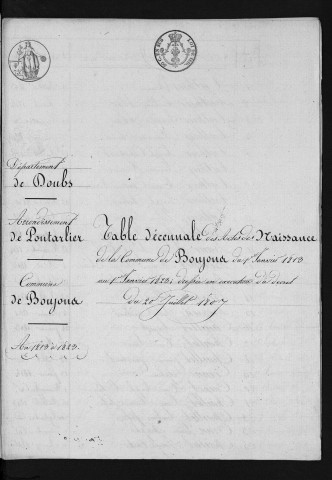 Département
de Doubs
Arrondissement
de Pontarlier
Commune
de Boujona
An 1813 à 1823.
Table décennale des Actes de Naissance
de la Commune de Boujona du 1er Janvier 1813
au 1er Janvier 1823, dressée en exécution du décret
du 20 Juillet 1807